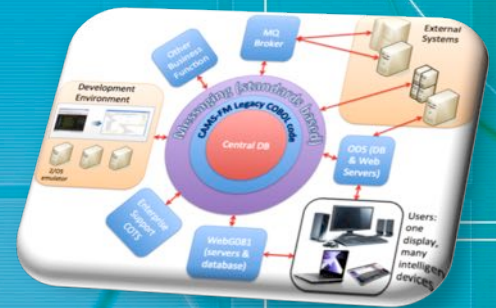 MQ
Broker
External
Systems
Other
Business
Function
Development
Environment
Messaging (standards based)
CAMS-FM Legacy COBOL code
Central DB
z/OS
emulator
ODS (DB
& Web
Servers)
Enterprise
Support
COTS
WebG081
(servers &
database)
Users:
one
display,
many
intelligent
devices